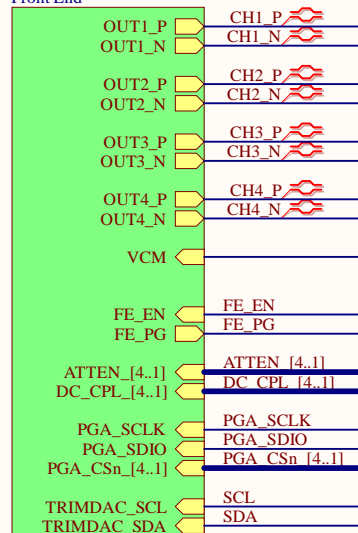 Front End
OUT1_P CH1_P
OUT1_N CH1_N
OUT2_P CH2_P
OUT2_N CH2_N
OUT3_P CH3_P
OUT3_N CH3_N
OUT4_P CH4_P
OUT4_N CH4_N
VCM
FE_EN FE_EN
FE_PG FE_PG
ATTEN_[4..1] ATTEN_[4..1]
DC_CPL_[4..1] DC_CPL_[4..1]
PGA_SCLK PGA_SCLK
PGA_SDIO PGA_SDIO
PGA_CSn_[4..1] PGA_CSn_[4..1]
TRIMDAC_SCL SCL
TRIMDAC_SDA SDA